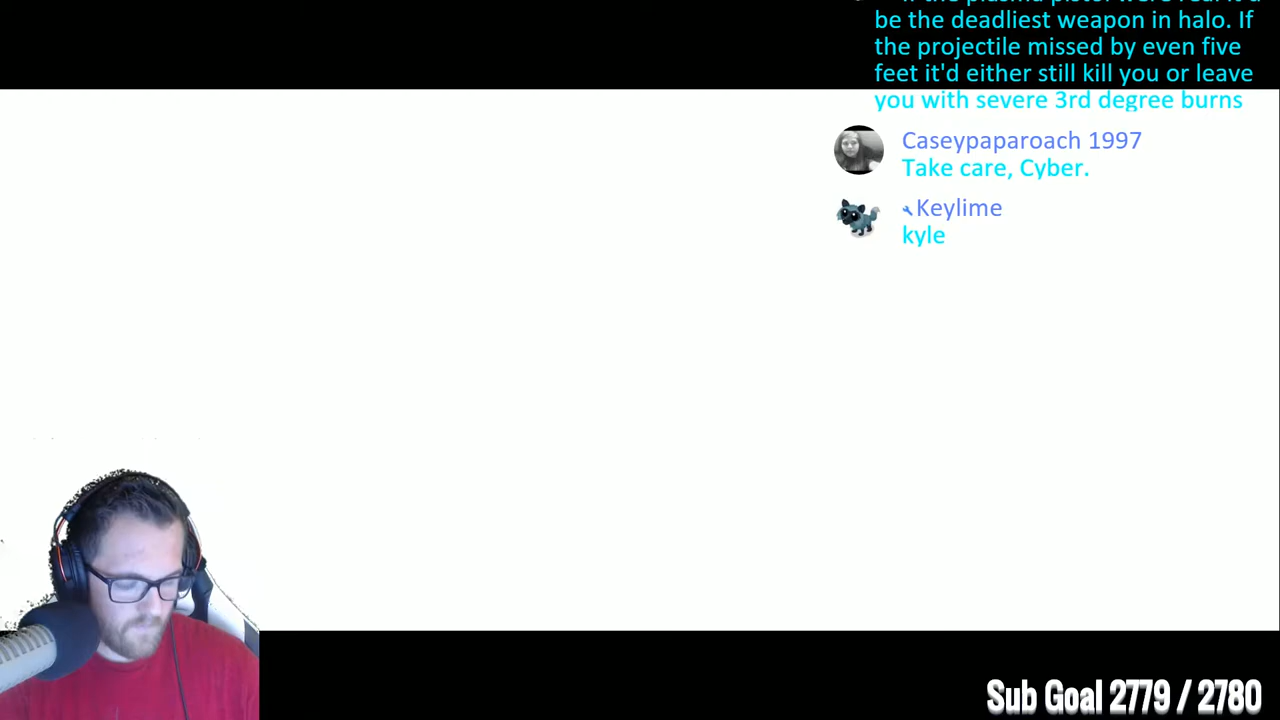 be the deadliest weapon in halo. If
the projectile missed by even five
feet it'd either still kill you or leave
you with severe 3rd degree burns
Caseypaparoach 1997
Take care, Cyber.
Keylime
kyle
Sub Goal 2779 / 2780